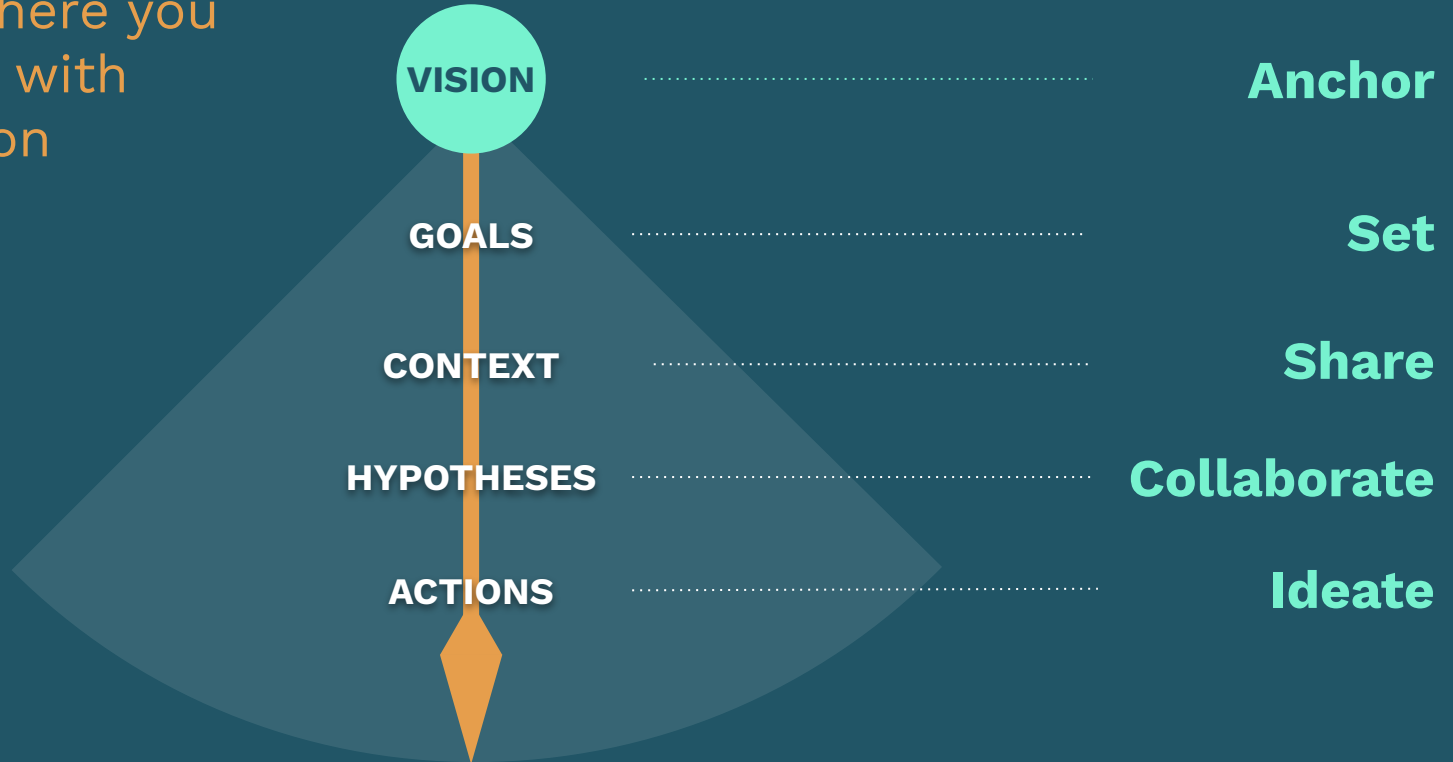 here you
with
on
VISION
Anchor
GOALS
Set
CONTEXT
Share
HYPOTHESES
Collaborate
ACTIONS
Ideate